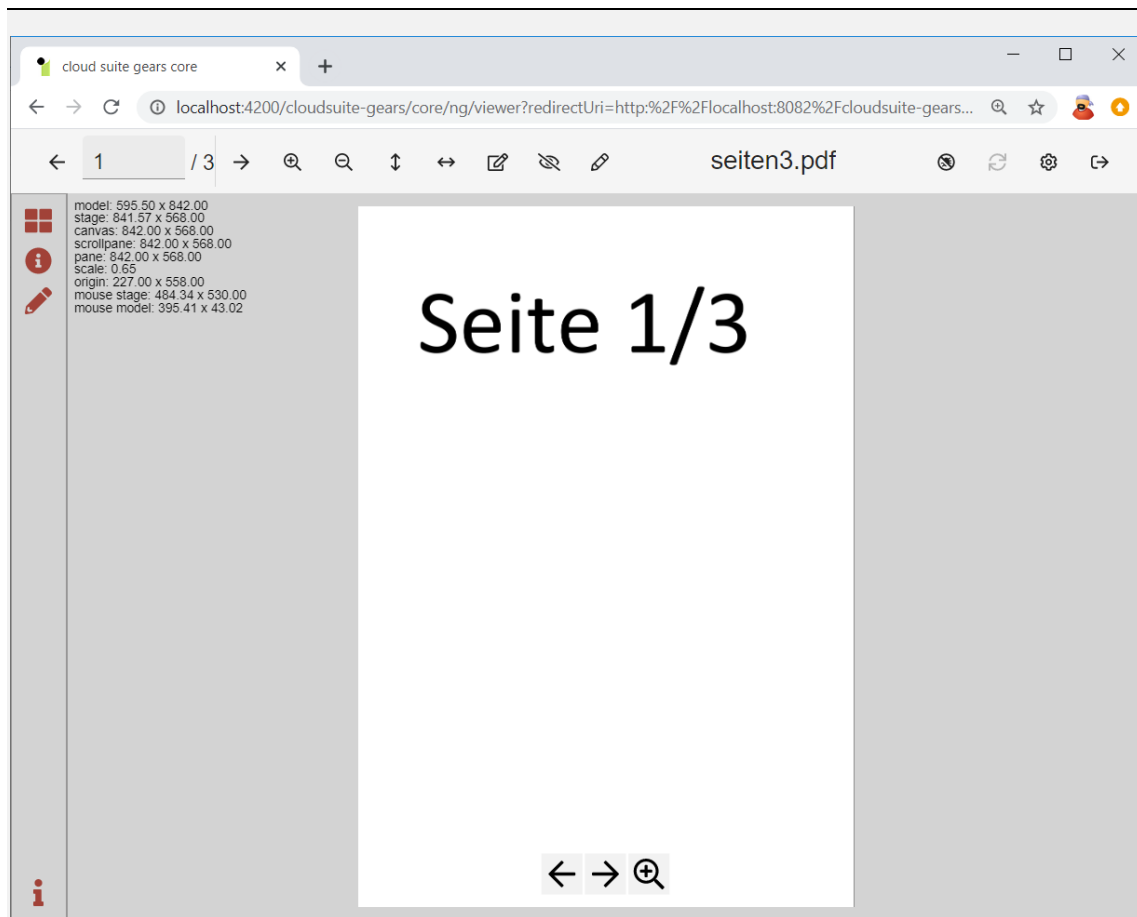 cloud suite gears core
localhost:4200/cloudsuite-gears/core/ng/viewer?redirectUri=http:%2F%2Flocalhost:8082%2Fcloudsuite-gears...
1 / 3 seiten3.pdf
model: 595.50 x 842.00
stage: 841.57 x 568.00
canvas: 842.00 x 568.00
scrollpane: 842.00 x 568.00
pane: 842.00 x 568.00
scale: 0.65
origin: 227.00 x 558.00
mouse stage: 484.34 x 530.00
mouse model: 395.41 x 43.02
Seite 1/3